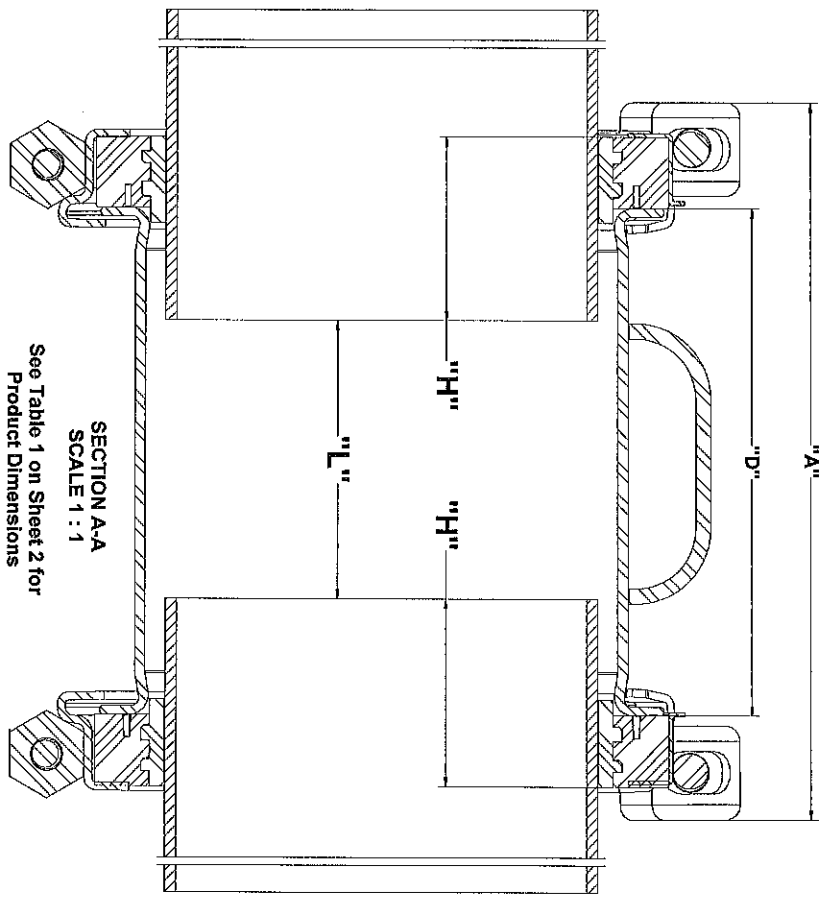 "A"
"D"
"H"
"H"
"L"
SECTION A-A
SCALE 1 : 1
See Table 1 on Sheet 2 for
Product Dimensions